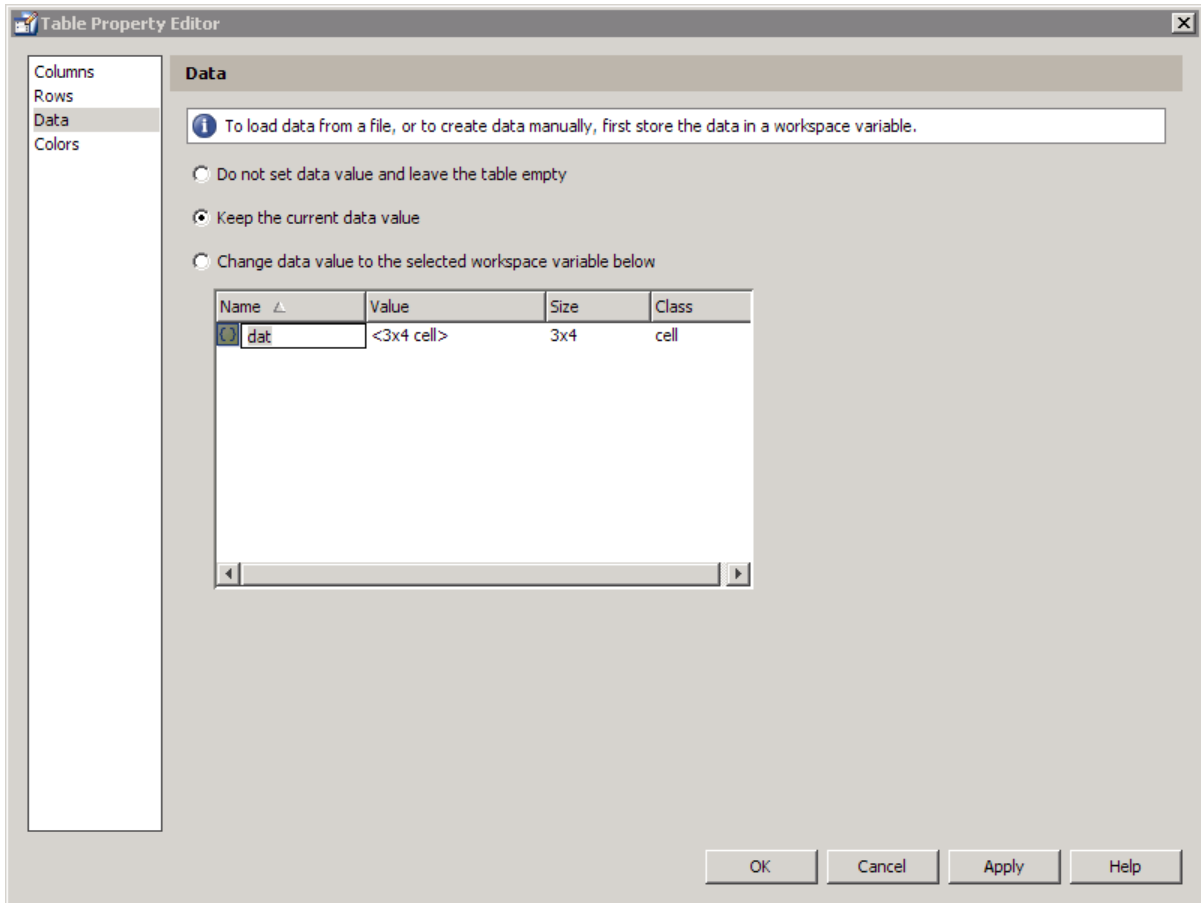 Table Property Editor
Columns
Rows
Data
Colors
Data
To load data from a file, or to create data manually, first store the data in a workspace variable.
Do not set data value and leave the table empty
Keep the current data value
Change data value to the selected workspace variable below
Name Value Size Class
dat <3x4 cell> 3x4 cell
OK Cancel Apply Help